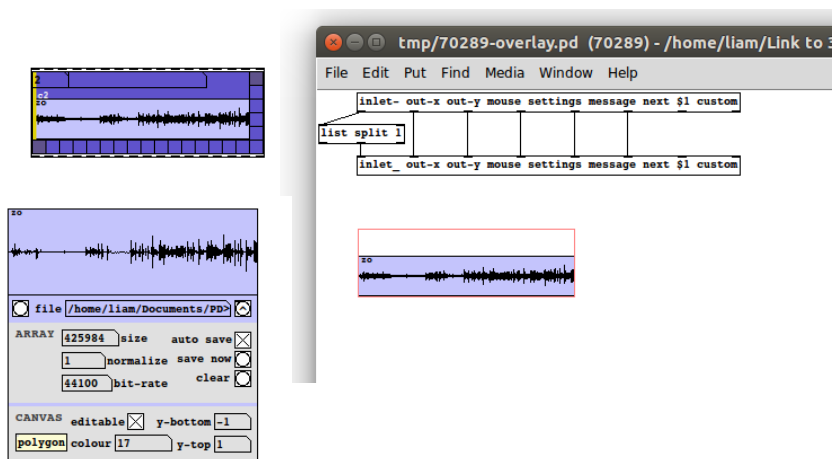 2
c2
zo
zo
file /home/liam/Documents/PD>
ARRAY 425984 size auto save
1 normalize save now
44100 bit-rate clear
CANVAS editable y-bottom -1
polygon colour 17 y-top 1
tmp/70289-overlay.pd (70289) - /home/liam/Link to 3
File Edit Put Find Media Window Help
inlet- out-x out-y mouse settings message next $1 custom
list split 1
inlet_ out-x out-y mouse settings message next $1 custom
zo